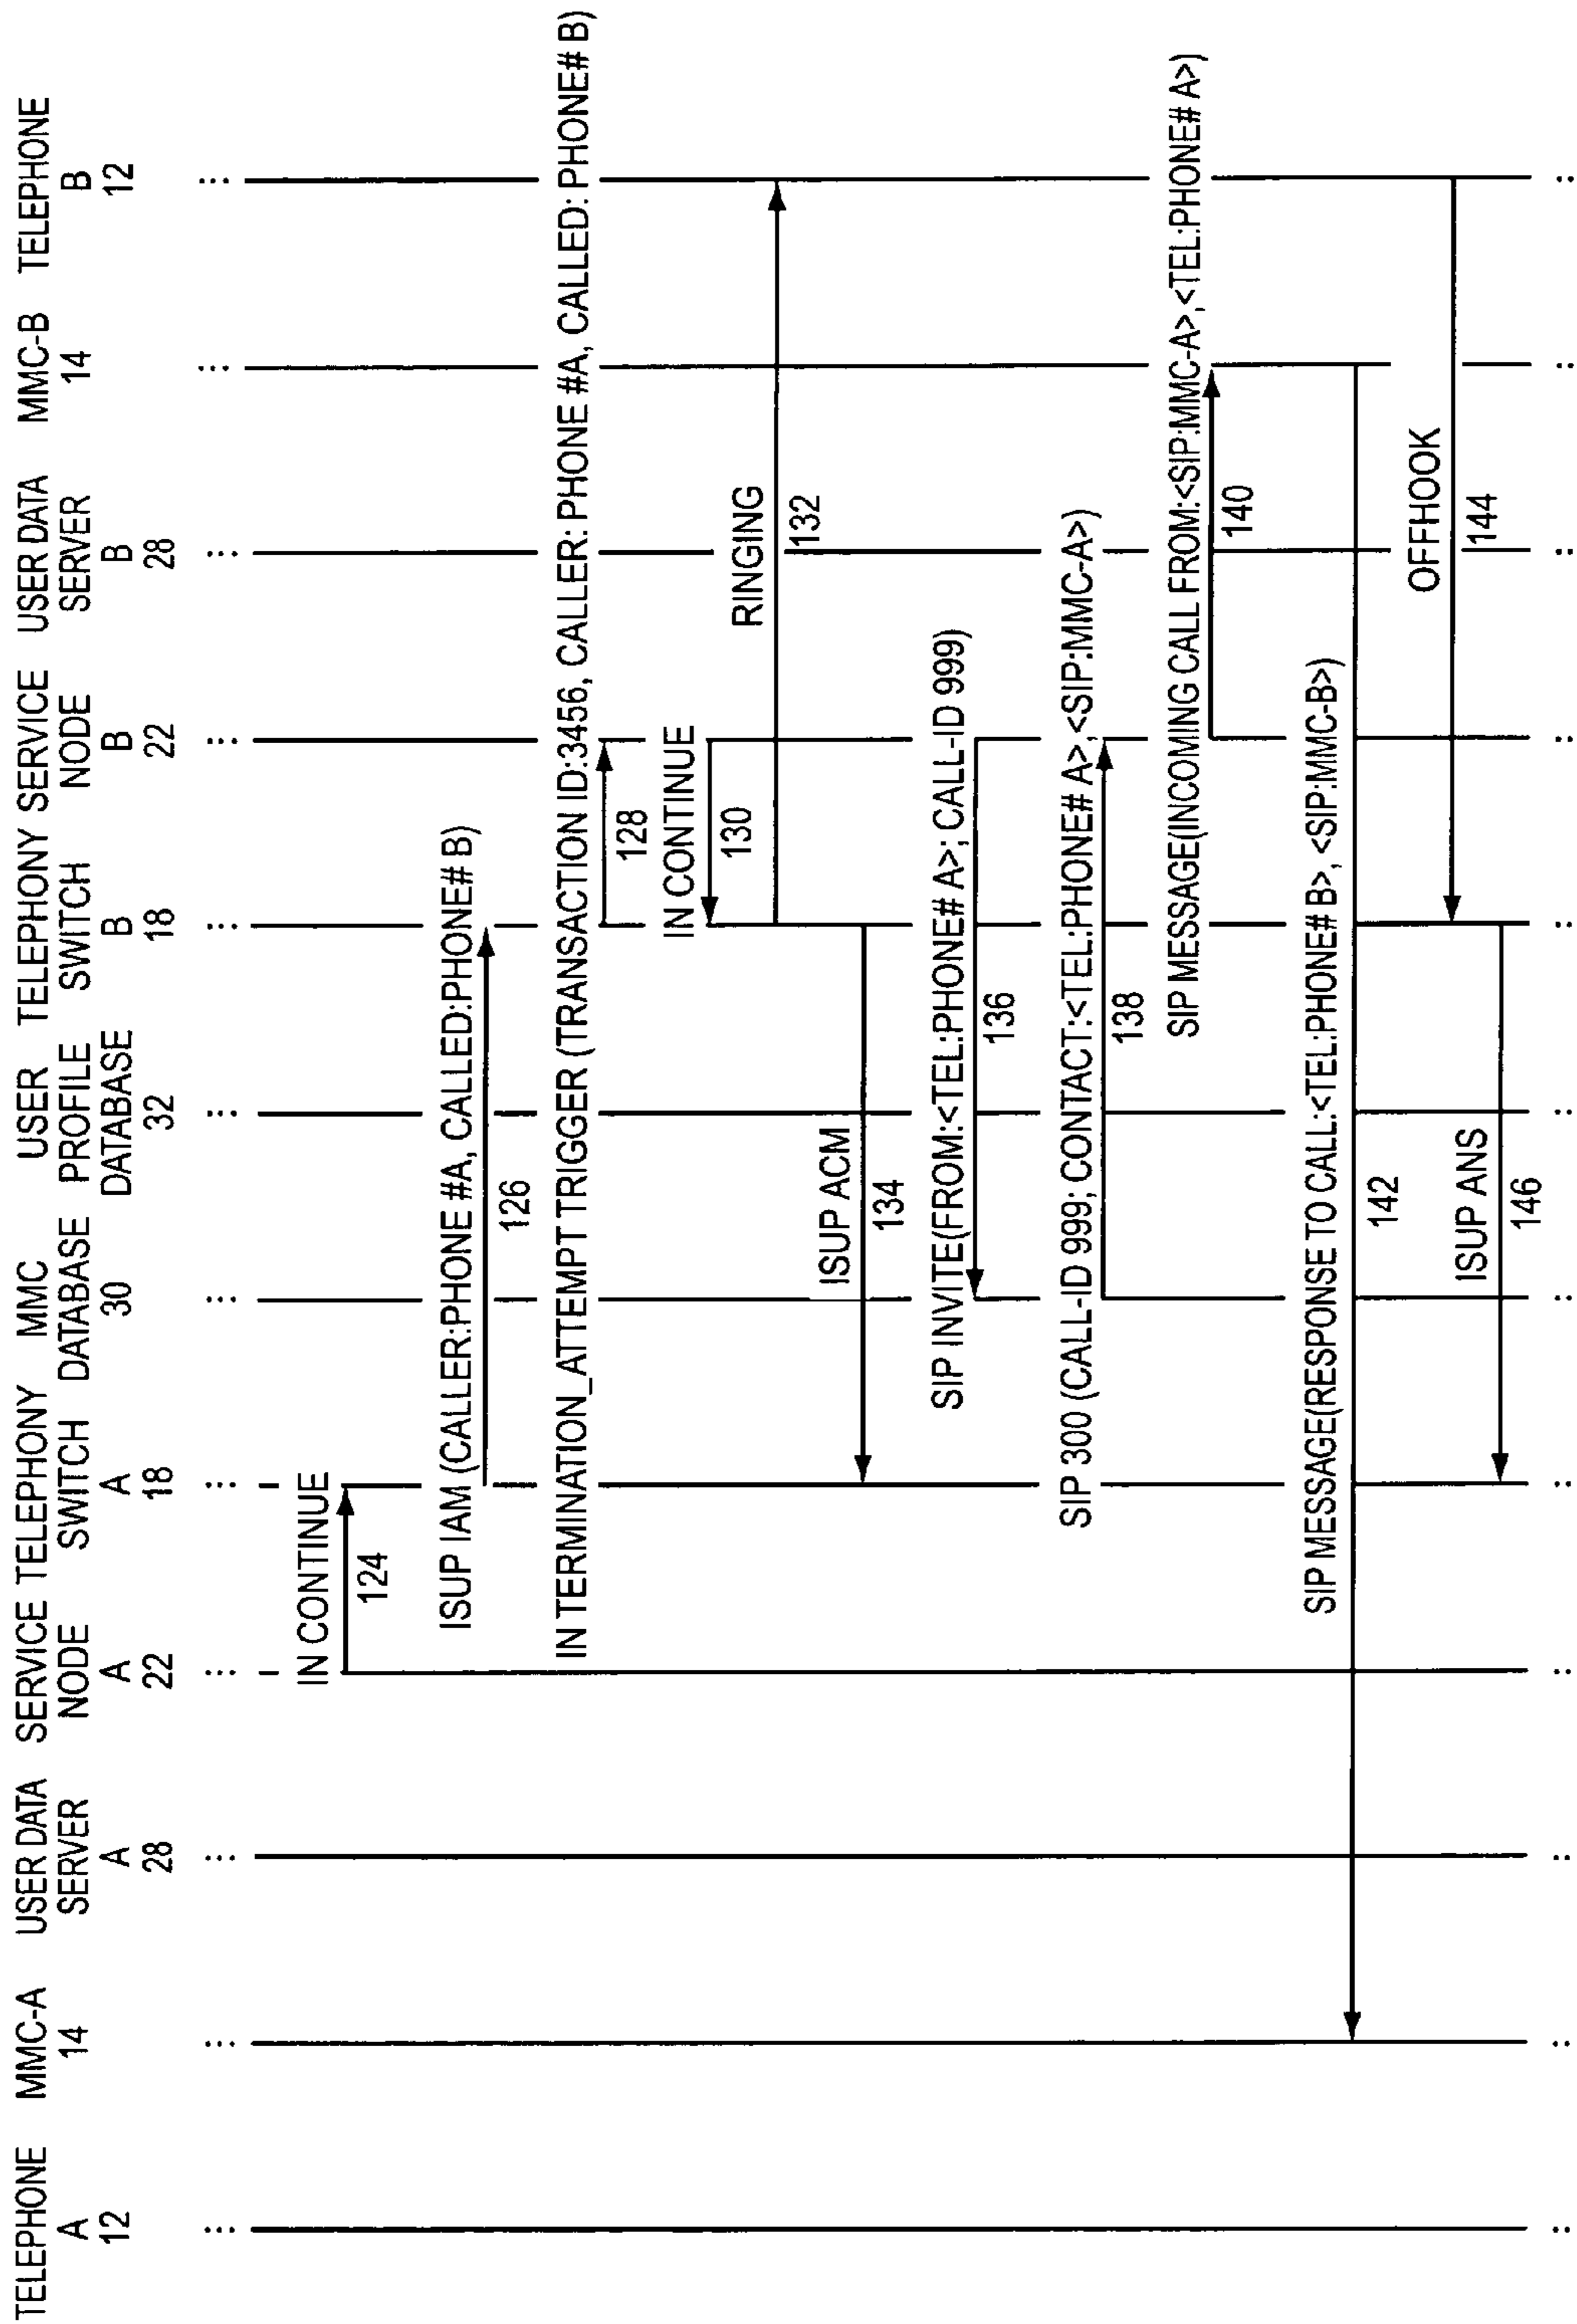 TELEPHONE
A
12
MMC-A
14
USER DATA
SERVER
A
28
SERVICE
NODE
A
22
TELEPHONY
SWITCH
A
18
MMC
DATABASE
30
USER
PROFILE
DATABASE
32
TELEPHONY
SWITCH
B
18
SERVICE
NODE
B
22
USER DATA
SERVER
B
28
MMC-B
14
TELEPHONE
B
12
IN CONTINUE
124
ISUP IAM (CALLER:PHONE #A, CALLED:PHONE# B)
126
IN TERMINATION_ATTEMPT TRIGGER (TRANSACTION ID:3456, CALLER: PHONE #A, CALLED: PHONE# B)
128
IN CONTINUE
130
RINGING
132
ISUP ACM
134
SIP INVITE(FROM:<TEL:PHONE# A>; CALL-ID 999)
136
SIP 300 (CALL-ID 999; CONTACT:<TEL:PHONE# A>,<SIP:MMC-A>)
138
SIP MESSAGE(INCOMING CALL FROM:<SIP:MMC-A>,<TEL:PHONE# A>)
140
SIP MESSAGE(RESPONSE TO CALL:<TEL:PHONE# B>, <SIP:MMC-B>)
142
OFFHOOK
144
ISUP ANS
146